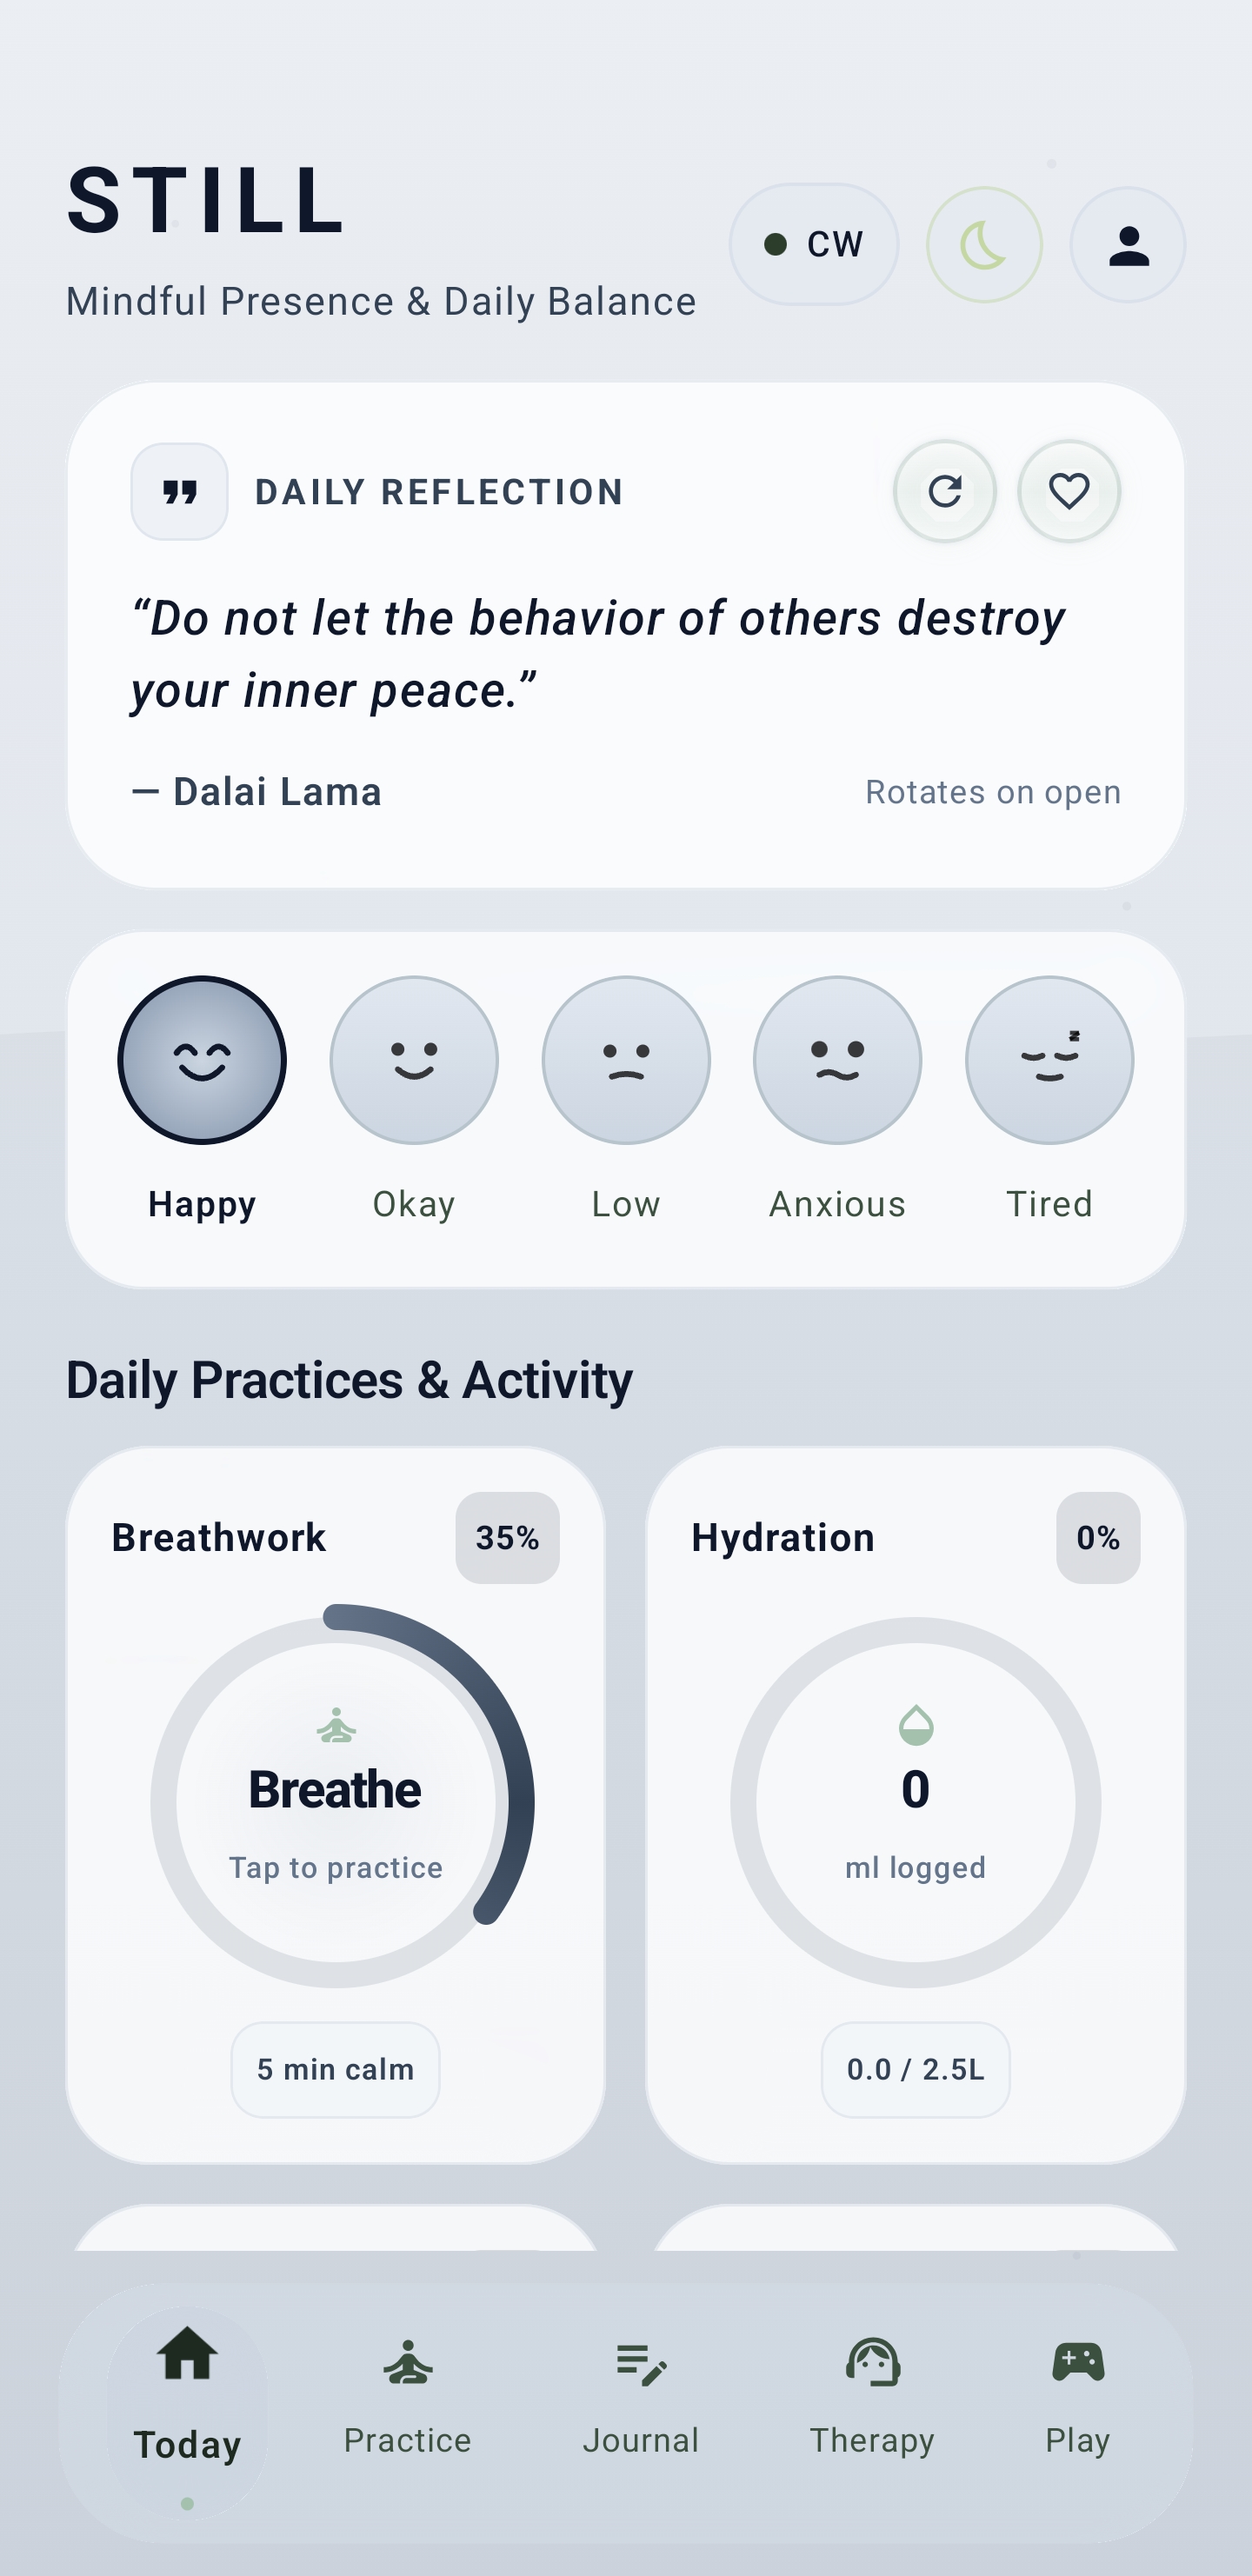 STILL
Mindful Presence & Daily Balance
CW
DAILY REFLECTION
“Do not let the behavior of others destroy
your inner peace.”
— Dalai Lama
Rotates on open
Happy
Okay
Low
Anxious
Tired
Daily Practices & Activity
Breathwork
35%
Breathe
Tap to practice
5 min calm
Hydration
0%
0
ml logged
0.0 / 2.5L
Today
Practice
Journal
Therapy
Play